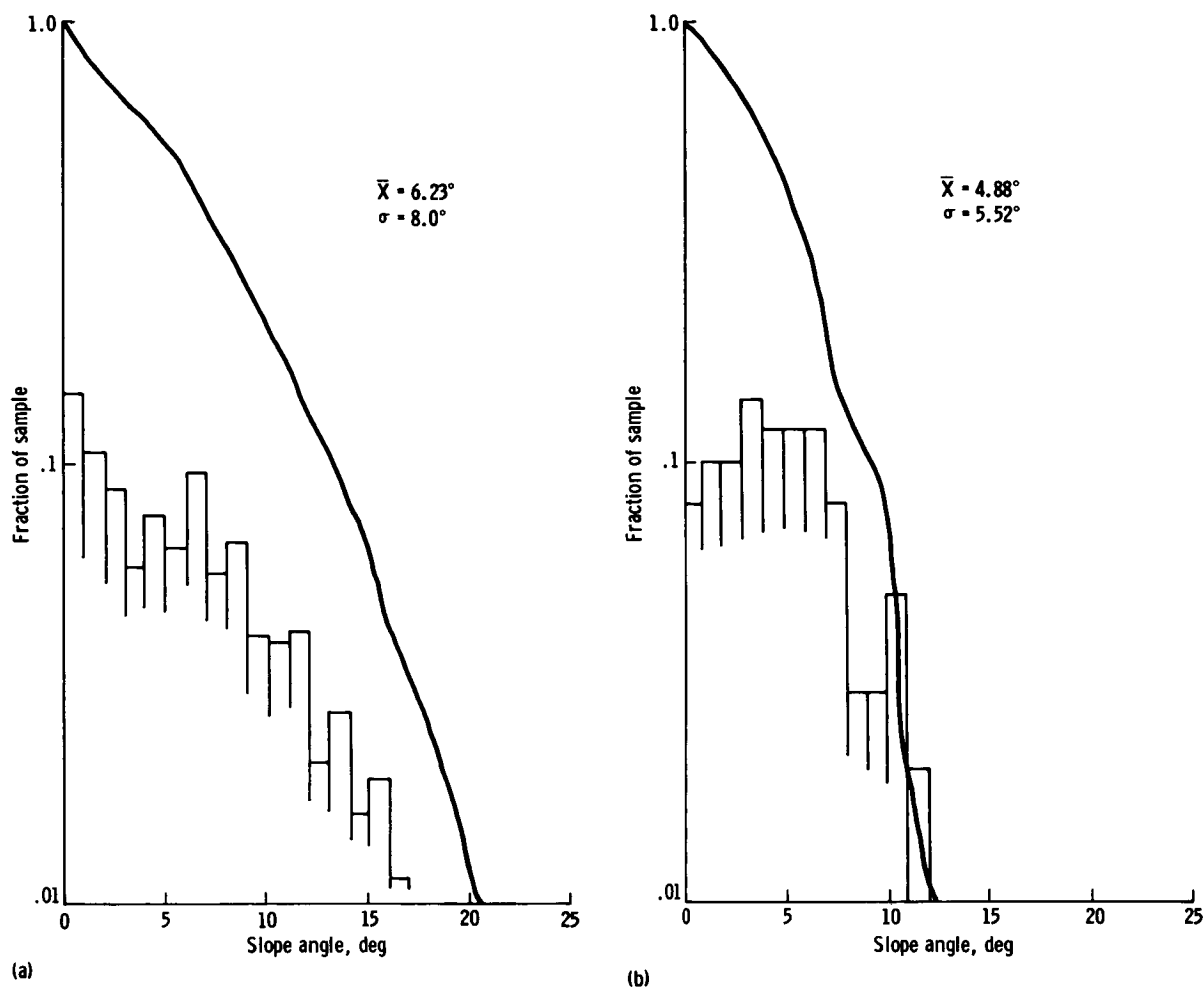 1.0
X̄ = 6.23°
σ = 8.0°
Fraction of sample
.1
.01
0 5 10 15 20 25
Slope angle, deg
(a)
1.0
X̄ = 4.88°
σ = 5.52°
Fraction of sample
.1
.01
0 5 10 15 20 25
Slope angle, deg
(b)